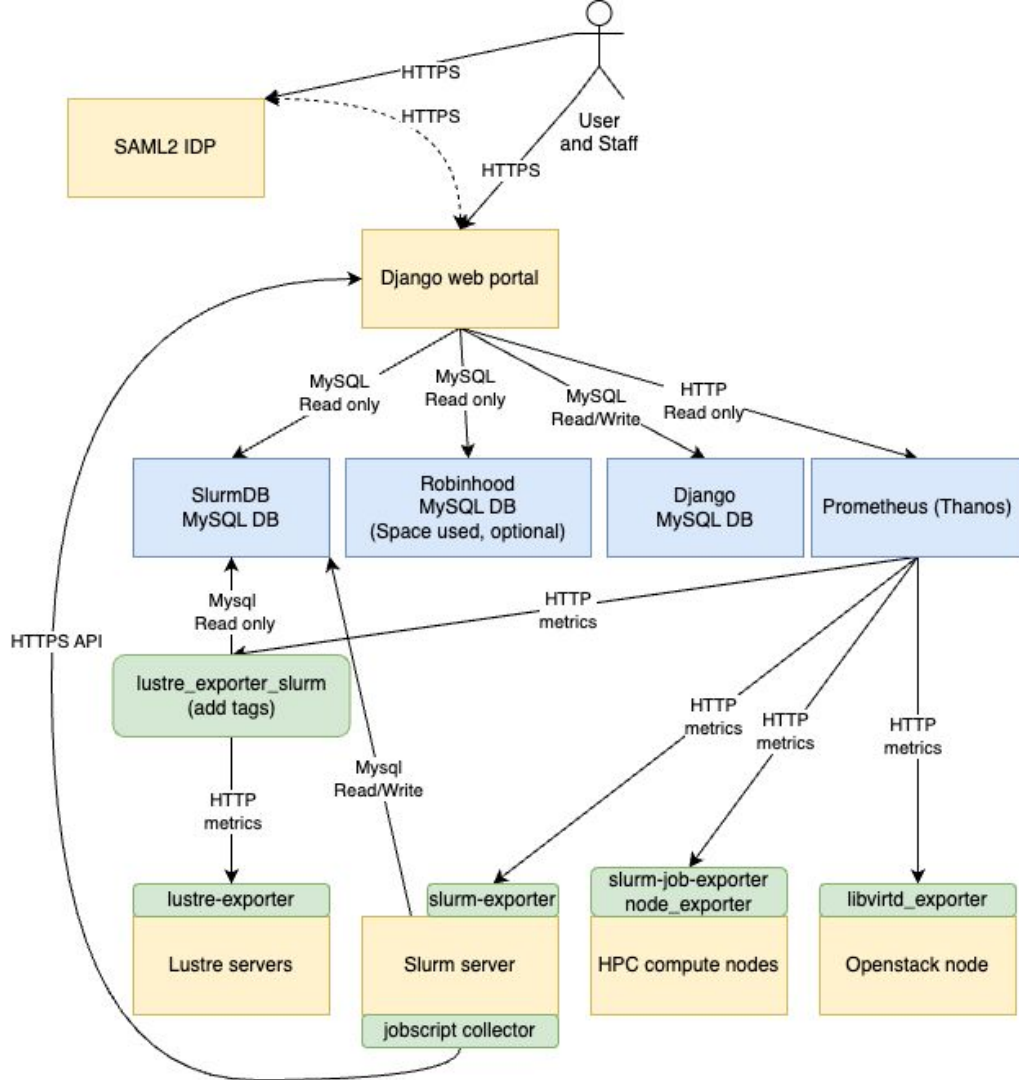 HTTPS
HTTPS
User
and Staff
SAML2 IDP
HTTPS
Django web portal
MySQL
Read only
MySQL
Read only
MySQL
Read/Write
HTTP
Read only
SlurmDB
MySQL DB
Robinhood
MySQL DB
(Space used, optional)
Django
MySQL DB
Prometheus (Thanos)
Mysql
Read only
HTTP
metrics
HTTPS API
lustre_exporter_slurm
(add tags)
HTTP
metrics
HTTP
metrics
HTTP
metrics
Mysql
Read/Write
HTTP
metrics
lustre-exporter
slurm-exporter
slurm-job-exporter
node_exporter
libvirtd_exporter
Lustre servers
Slurm server
HPC compute nodes
Openstack node
jobscript collector